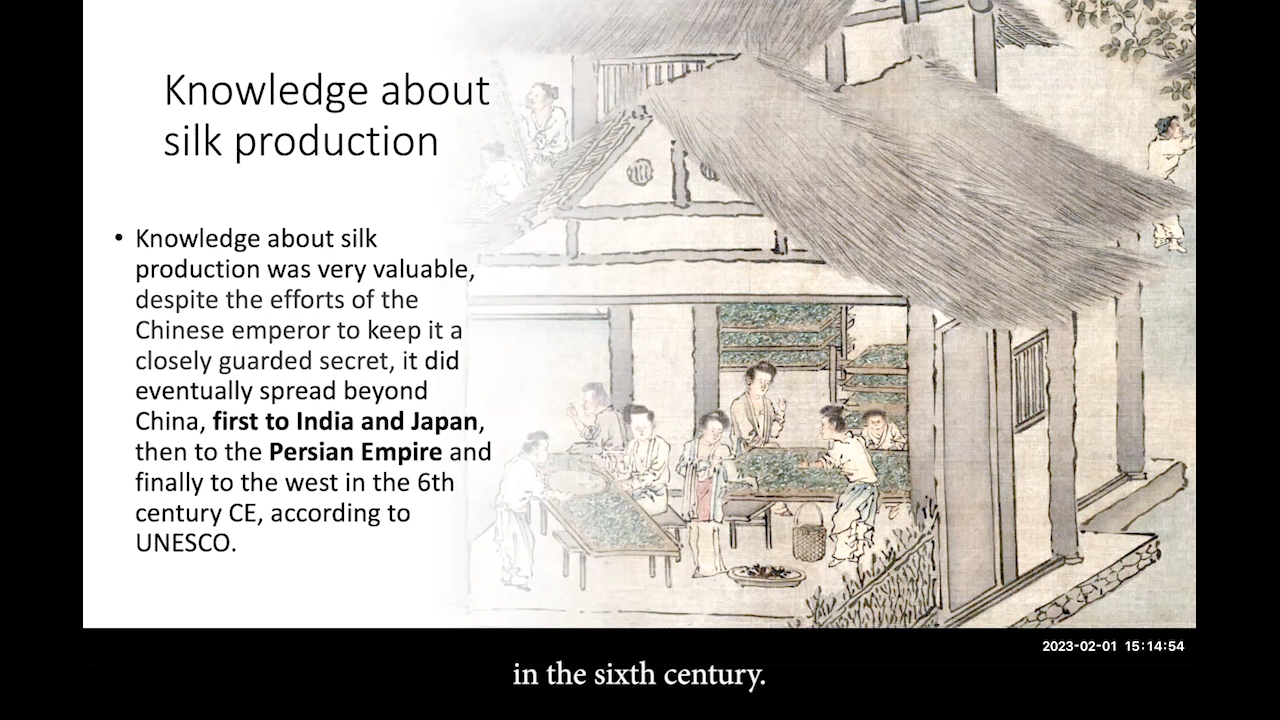 Knowledge about
silk production
• Knowledge about silk
production was very valuable,
despite the efforts of the
Chinese emperor to keep it a
closely guarded secret, it did
eventually spread beyond
China, first to India and Japan,
then to the Persian Empire and
finally to the west in the 6th
century CE, according to
UNESCO.
2023-02-01 15:14:54
in the sixth century.